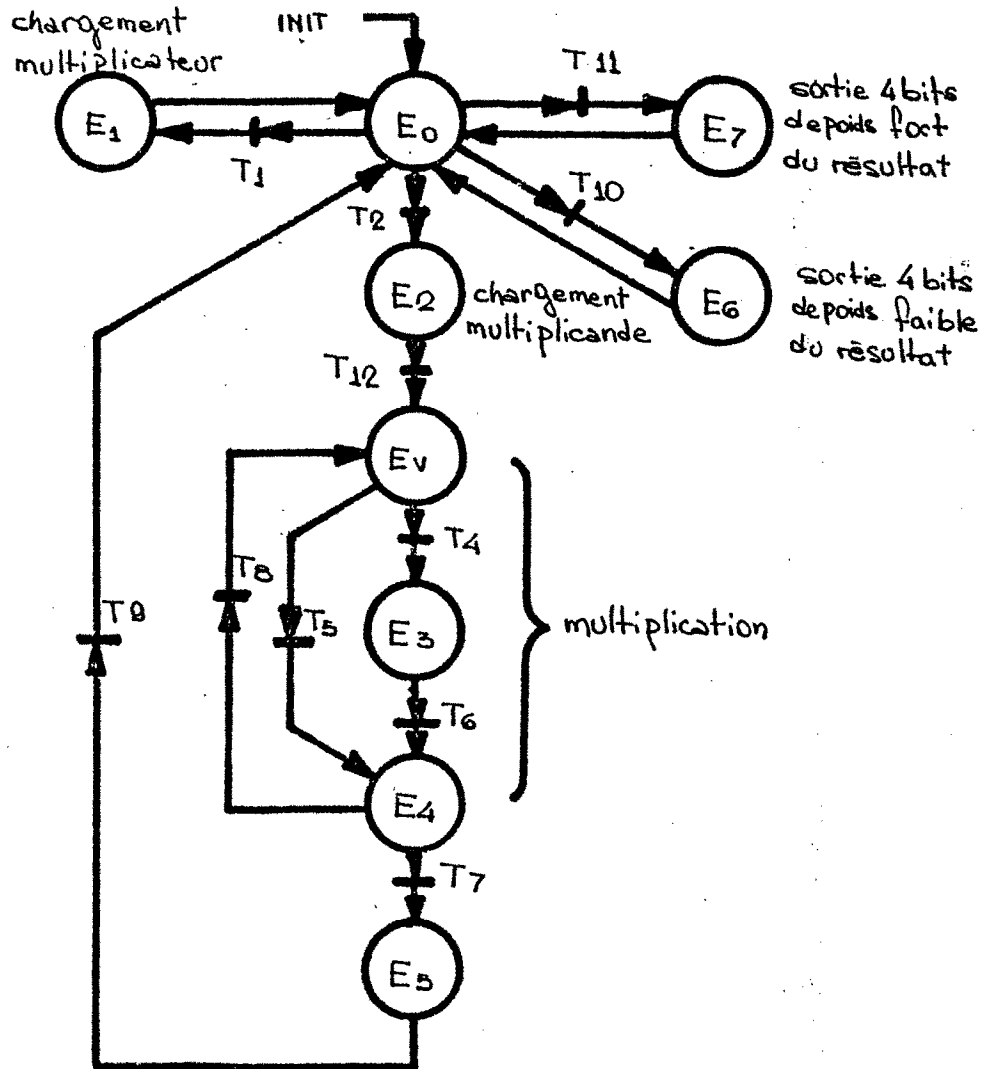 chargement
multiplicateur
INIT
T11
E1
E0
E7
sortie 4 bits
de poids fort
du résultat
T1
T10
T2
E2
chargement
multiplicande
E6
sortie 4 bits
de poids faible
du résultat
T12
Ev
T4
T8
T5
E3
multiplication
T9
T6
E4
T7
E5